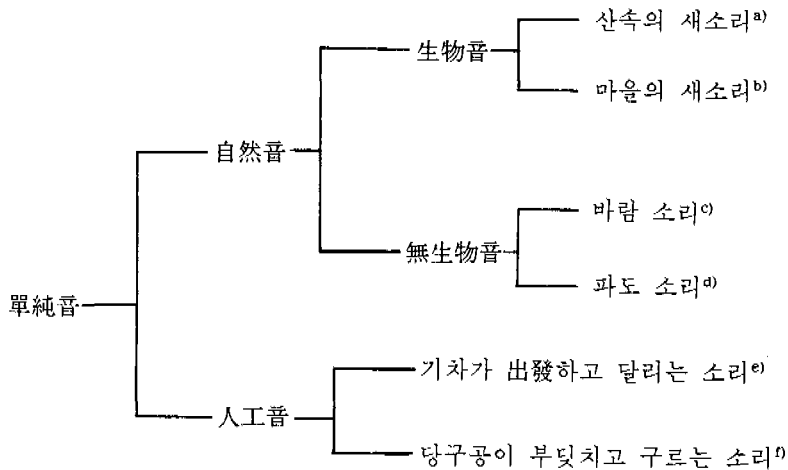 산속의 새소리a)
生物音
마을의 새소리b)
自然音
바람 소리c)
無生物音
파도 소리d)
單純音
기차가 出發하고 달리는 소리e)
人工音
당구공이 부딪치고 구르는 소리f)